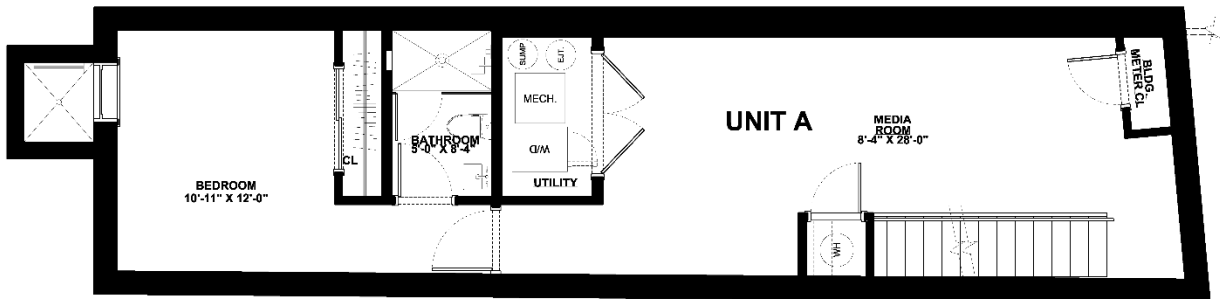 BEDROOM
10'-11" X 12'-0"
CL
BATHROOM
5'-0" X 8'-4"
SUMP
EJT.
MECH.
W/D
UTILITY
UNIT A
MEDIA
ROOM
8'-4" X 28'-0"
BLDG.
METER CL
WH